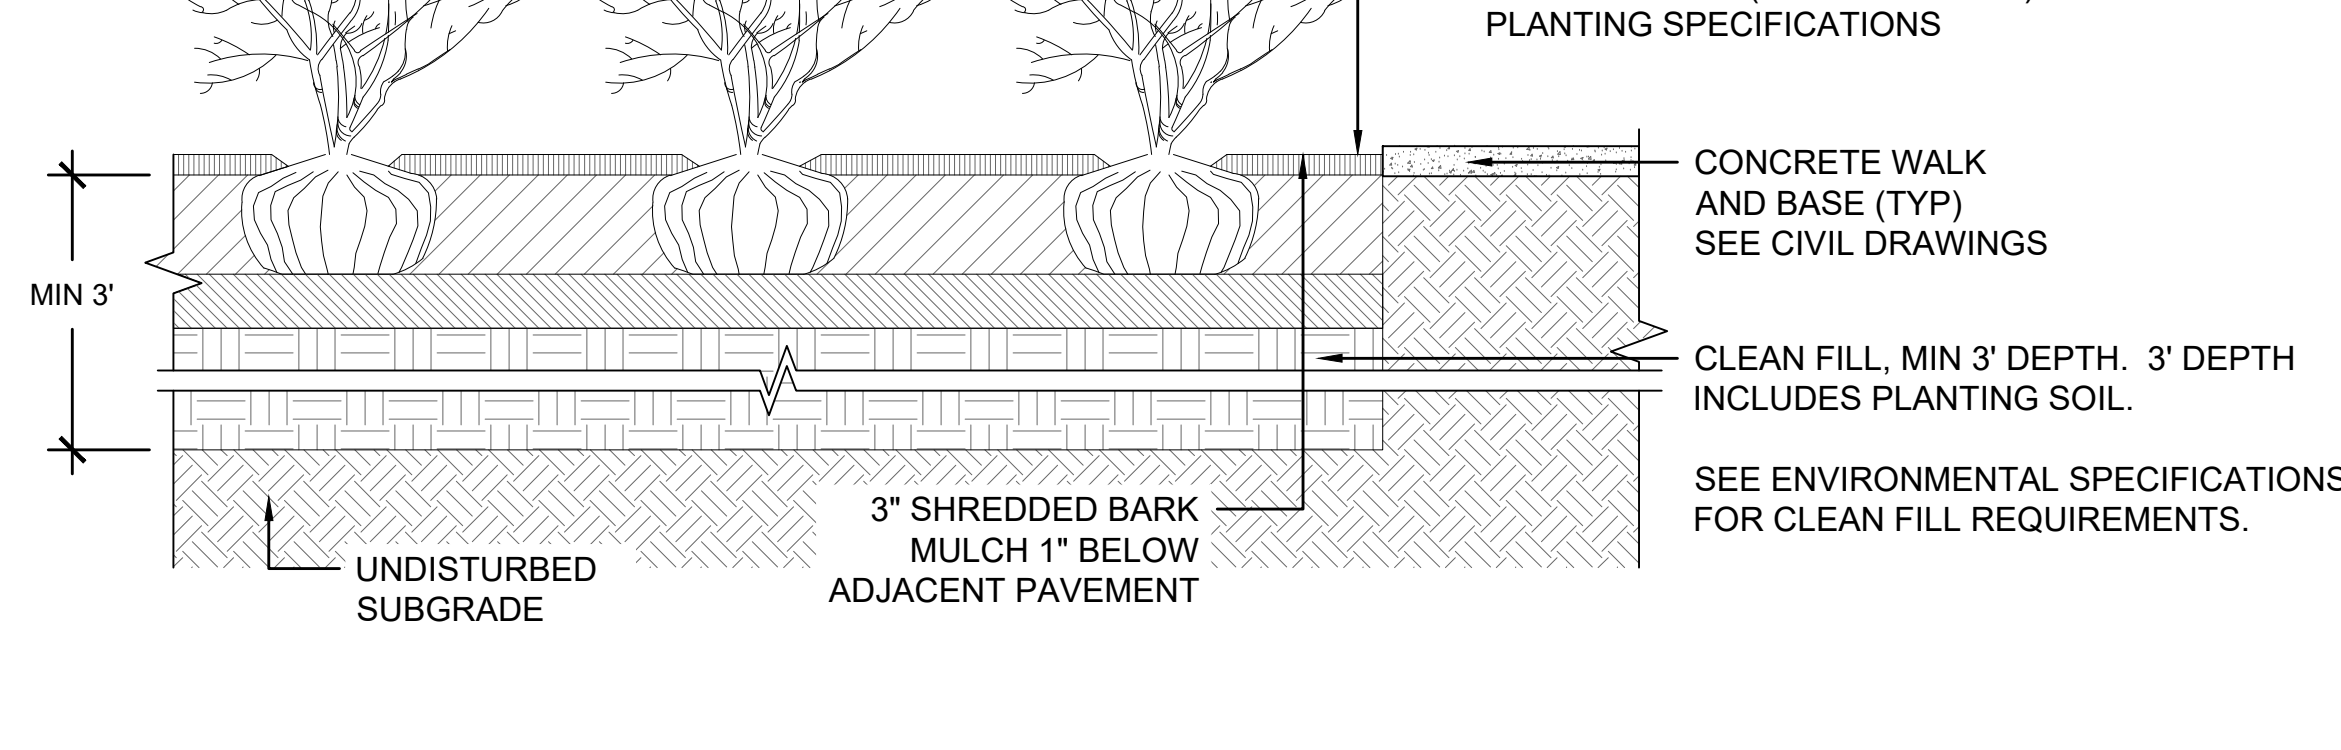 PLANTING SPECIFICATIONS
CONCRETE WALK
AND BASE (TYP)
SEE CIVIL DRAWINGS
MIN 3'
CLEAN FILL, MIN 3' DEPTH.  3' DEPTH
INCLUDES PLANTING SOIL.
SEE ENVIRONMENTAL SPECIFICATIONS
FOR CLEAN FILL REQUIREMENTS.
3" SHREDDED BARK
MULCH 1" BELOW
ADJACENT PAVEMENT
UNDISTURBED
SUBGRADE